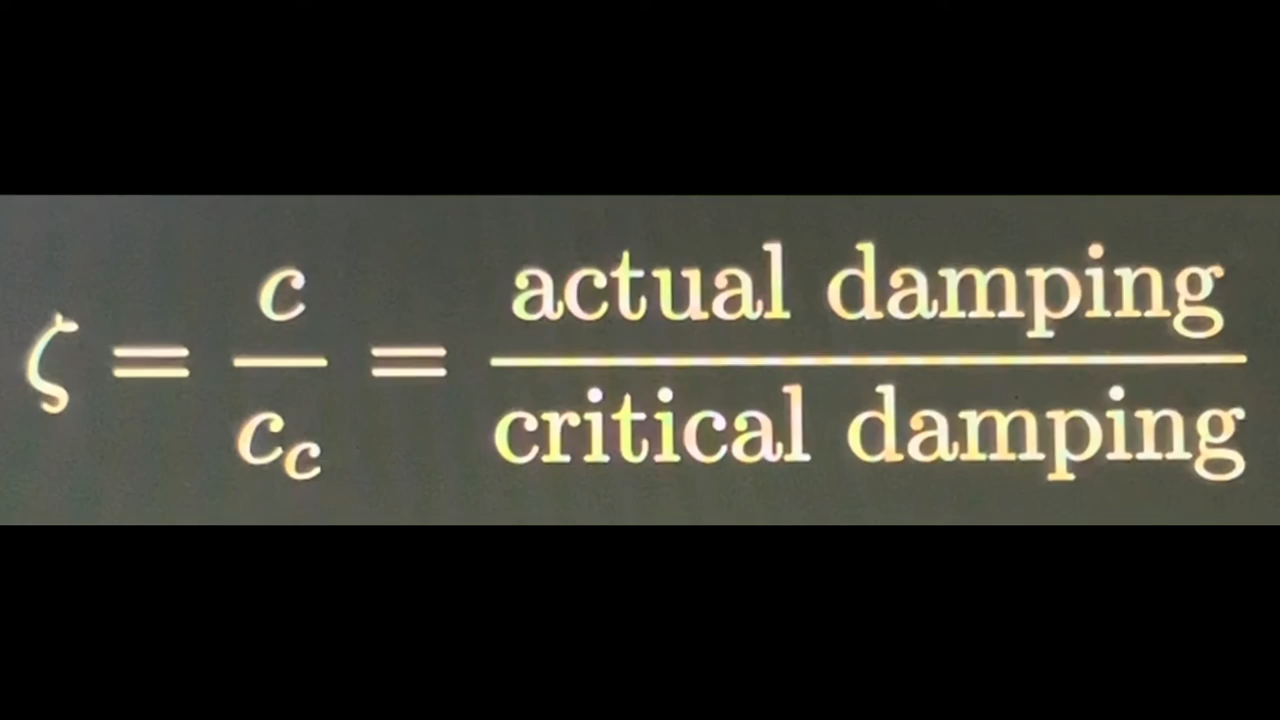 ζ = c / c_c = actual damping / critical damping